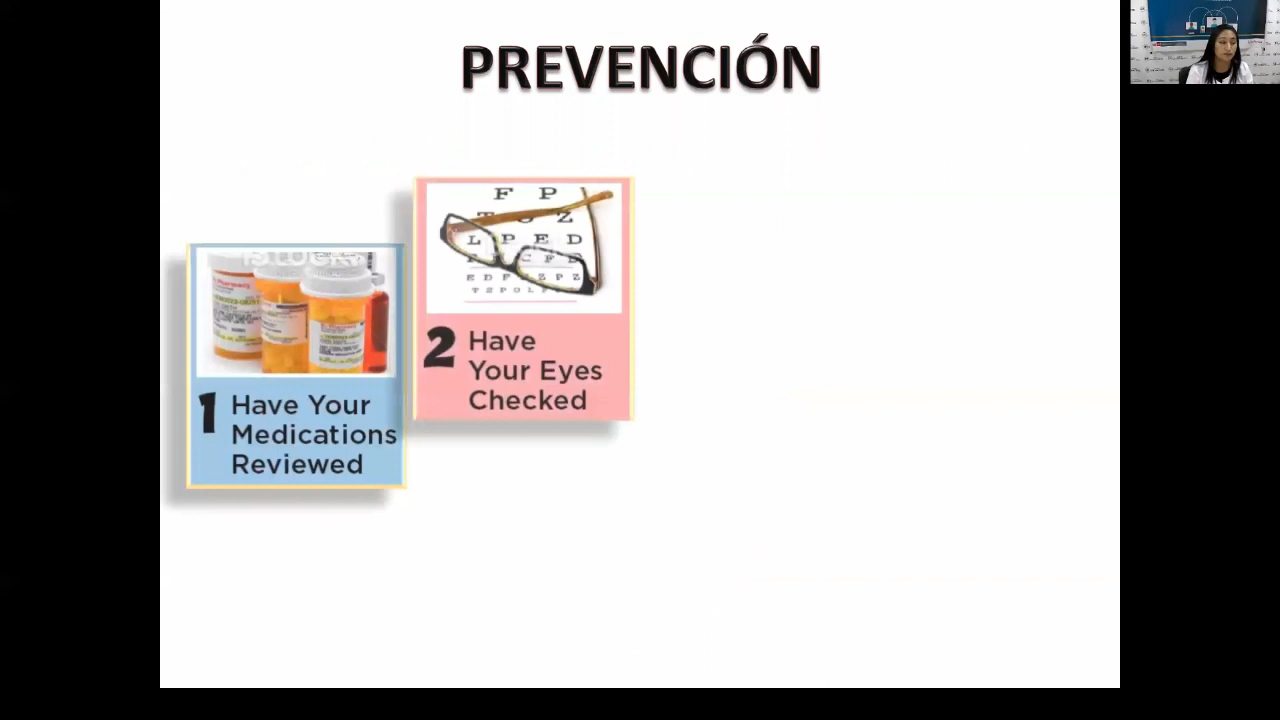 PREVENCIÓN
F P
T O Z
L P E D
1 Have Your
Medications
Reviewed
2 Have
Your Eyes
Checked